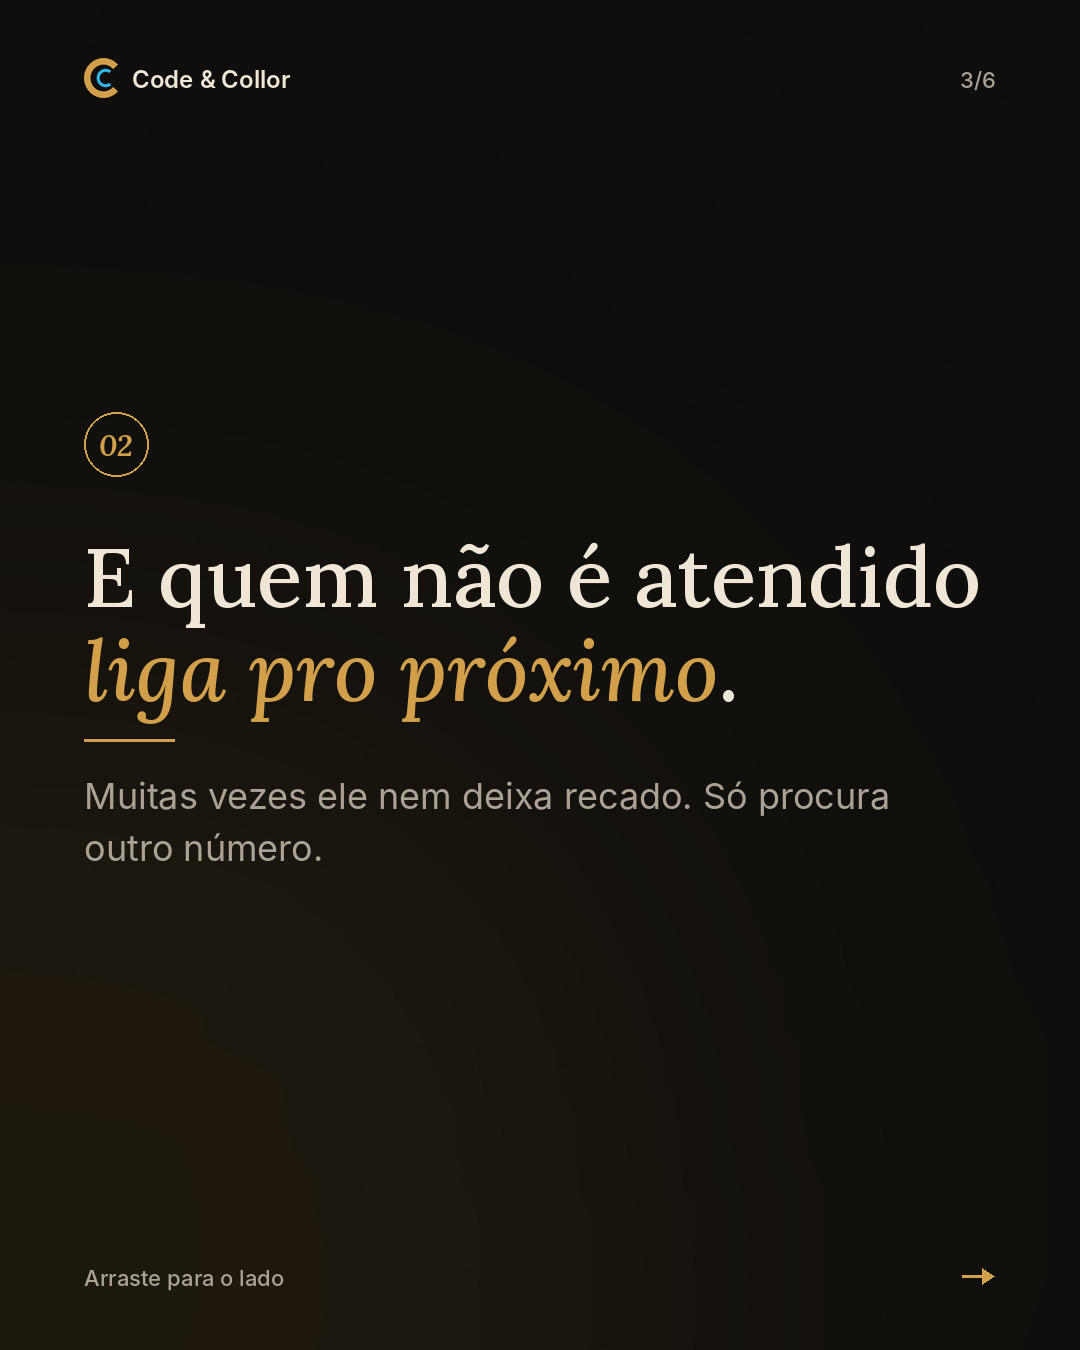 Code & Collor
3/6
02
E quem não é atendido
liga pro próximo.
Muitas vezes ele nem deixa recado. Só procura
outro número.
Arraste para o lado